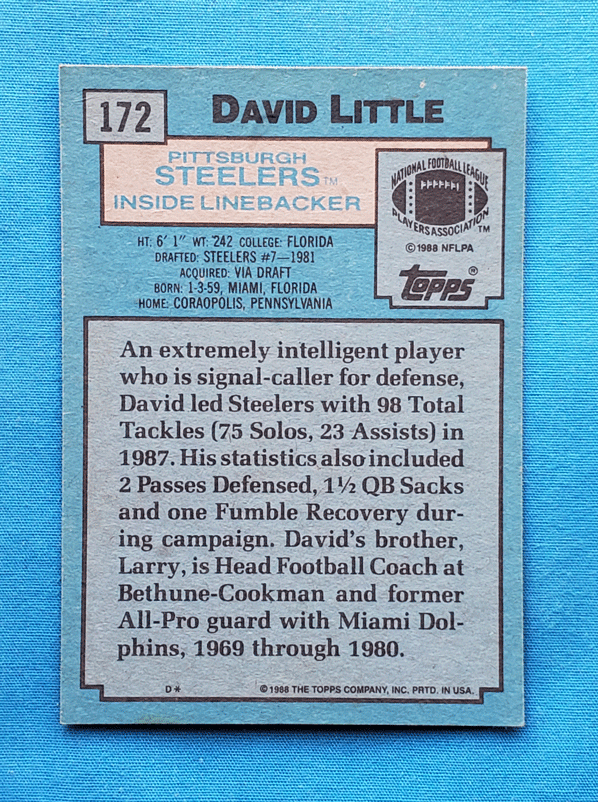 172
DAVID LITTLE
PITTSBURGH
STEELERS™
INSIDE LINEBACKER
NATIONAL FOOTBALL LEAGUE
PLAYERS ASSOCIATION™
© 1988 NFLPA
TOPPS®
HT: 6' 1" WT: 242 COLLEGE: FLORIDA
DRAFTED: STEELERS #7—1981
ACQUIRED: VIA DRAFT
BORN: 1-3-59, MIAMI, FLORIDA
HOME: CORAOPOLIS, PENNSYLVANIA
An extremely intelligent player
who is signal-caller for defense,
David led Steelers with 98 Total
Tackles (75 Solos, 23 Assists) in
1987. His statistics also included
2 Passes Defensed, 1½ QB Sacks
and one Fumble Recovery dur-
ing campaign. David's brother,
Larry, is Head Football Coach at
Bethune-Cookman and former
All-Pro guard with Miami Dol-
phins, 1969 through 1980.
D*
© 1988 THE TOPPS COMPANY, INC. PRTD. IN USA.